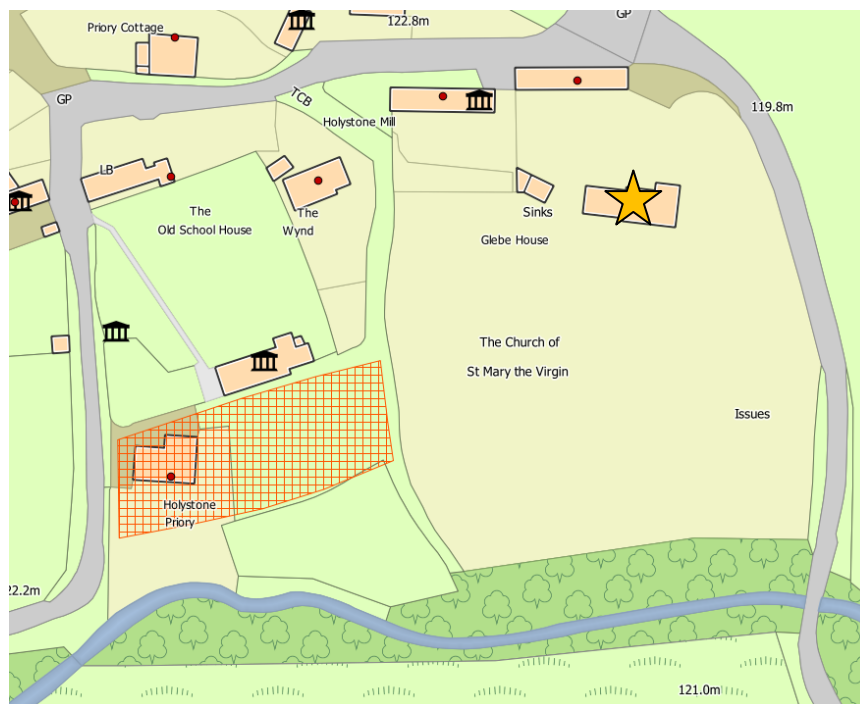 GP
122.8m
Priory Cottage
GP
TCB
119.8m
Holystone Mill
LB
The
Old School House
The
Wynd
Sinks
Glebe House
The Church of
St Mary the Virgin
Issues
Holystone
Priory
22.2m
121.0m